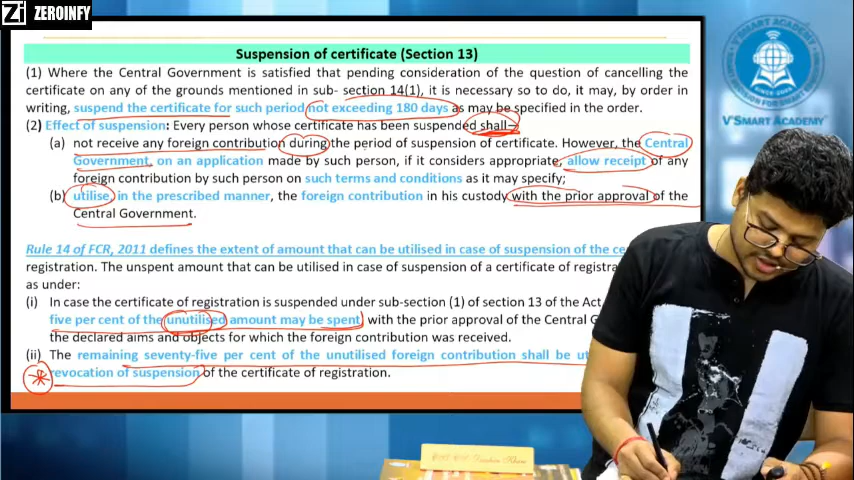 Zi ZEROINFY
Suspension of certificate (Section 13)
(1) Where the Central Government is satisfied that pending consideration of the question of cancelling the
certificate on any of the grounds mentioned in sub- section 14(1), it is necessary so to do, it may, by order in
writing, suspend the certificate for such period not exceeding 180 days as may be specified in the order.
(2) Effect of suspension: Every person whose certificate has been suspended shall—
(a) not receive any foreign contribution during the period of suspension of certificate. However, the Central
Government, on an application made by such person, if it considers appropriate, allow receipt of any
foreign contribution by such person on such terms and conditions as it may specify;
(b) utilise in the prescribed manner, the foreign contribution in his custody with the prior approval of the
Central Government.
Rule 14 of FCR, 2011 defines the extent of amount that can be utilised in case of suspension of the ce
registration. The unspent amount that can be utilised in case of suspension of a certificate of registra
as under:
(i) In case the certificate of registration is suspended under sub-section (1) of section 13 of the Act
five per cent of the unutilised amount may be spent, with the prior approval of the Central G
the declared aims and objects for which the foreign contribution was received.
(ii) The remaining seventy-five per cent of the unutilised foreign contribution shall be ut
revocation of suspension of the certificate of registration.
V'SMART ACADEMY
V'SMART ACADEMY